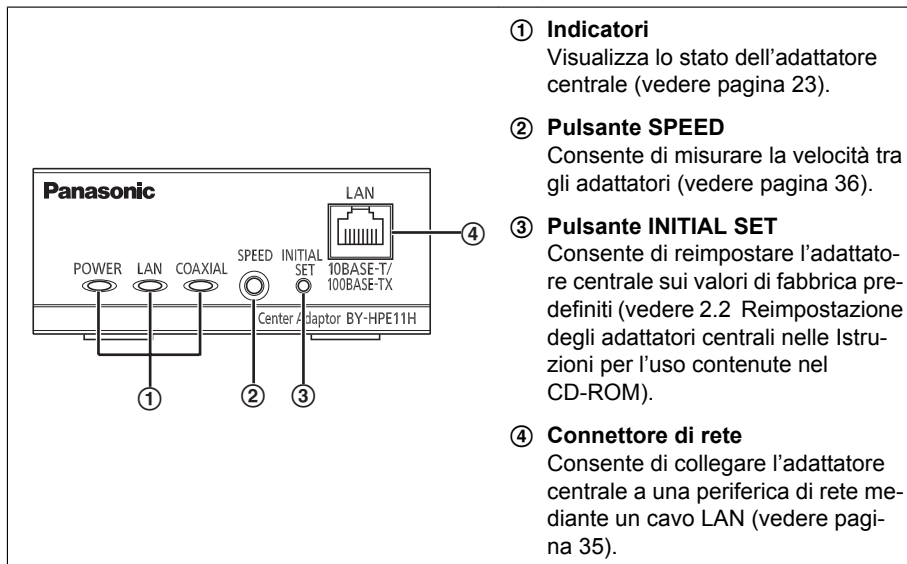 Panasonic
LAN
POWER LAN COAXIAL SPEED INITIAL SET
10BASE-T/
100BASE-TX
Center Adaptor BY-HPE11H
④
①
②
③
① Indicatori
Visualizza lo stato dell’adattatore
centrale (vedere pagina 23).
② Pulsante SPEED
Consente di misurare la velocità tra
gli adattatori (vedere pagina 36).
③ Pulsante INITIAL SET
Consente di reimpostare l’adattato-
re centrale sui valori di fabbrica pre-
definiti (vedere 2.2 Reimpostazione
degli adattatori centrali nelle Istru-
zioni per l’uso contenute nel
CD-ROM).
④ Connettore di rete
Consente di collegare l’adattatore
centrale a una periferica di rete me-
diante un cavo LAN (vedere pagi-
na 35).